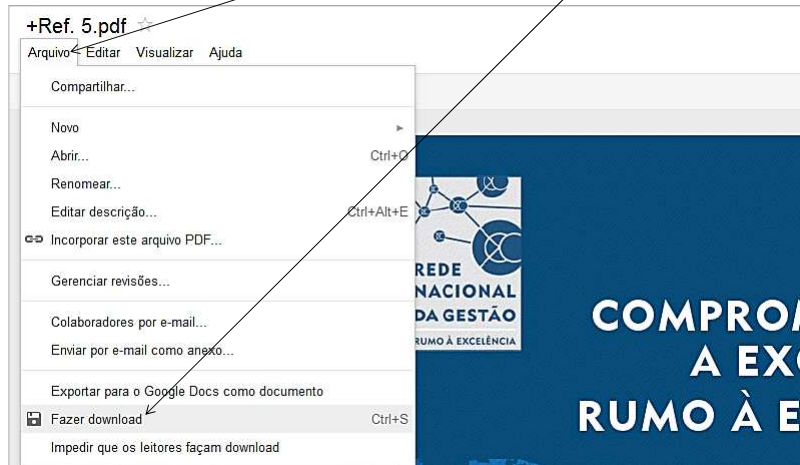 +Ref. 5.pdf
Arquivo Editar Visualizar Ajuda
Compartilhar...
Novo
Abrir... Ctrl+O
Renomear...
Editar descrição... Ctrl+Alt+E
Incorporar este arquivo PDF...
Gerenciar revisões...
Colaboradores por e-mail...
Enviar por e-mail como anexo...
Exportar para o Google Docs como documento
Fazer download Ctrl+S
Impedir que os leitores façam download
REDE
NACIONAL
DA GESTÃO
RUMO À EXCELÊNCIA
COMPROM
A EXC
RUMO À E